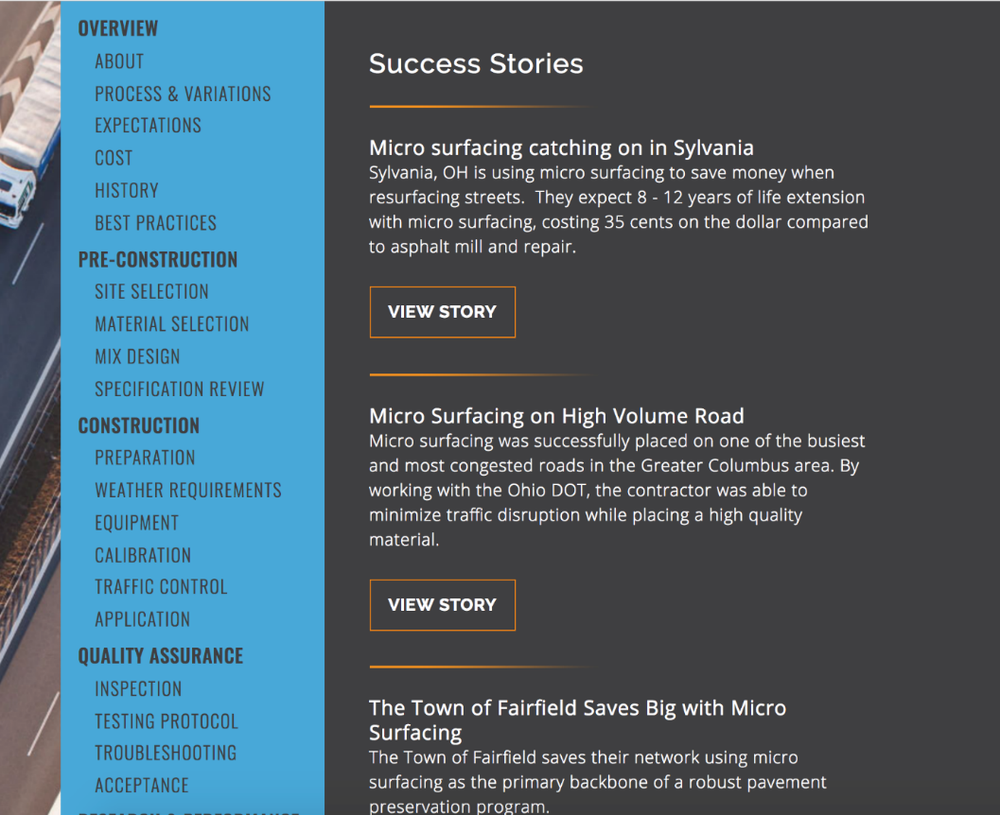 OVERVIEW
ABOUT
PROCESS & VARIATIONS
EXPECTATIONS
COST
HISTORY
BEST PRACTICES
PRE-CONSTRUCTION
SITE SELECTION
MATERIAL SELECTION
MIX DESIGN
SPECIFICATION REVIEW
CONSTRUCTION
PREPARATION
WEATHER REQUIREMENTS
EQUIPMENT
CALIBRATION
TRAFFIC CONTROL
APPLICATION
QUALITY ASSURANCE
INSPECTION
TESTING PROTOCOL
TROUBLESHOOTING
ACCEPTANCE
RESEARCH & PERFORMANCE
Success Stories
Micro surfacing catching on in Sylvania
Sylvania, OH is using micro surfacing to save money when
resurfacing streets.  They expect 8 - 12 years of life extension
with micro surfacing, costing 35 cents on the dollar compared
to asphalt mill and repair.
VIEW STORY
Micro Surfacing on High Volume Road
Micro surfacing was successfully placed on one of the busiest
and most congested roads in the Greater Columbus area. By
working with the Ohio DOT, the contractor was able to
minimize traffic disruption while placing a high quality
material.
VIEW STORY
The Town of Fairfield Saves Big with Micro
Surfacing
The Town of Fairfield saves their network using micro
surfacing as the primary backbone of a robust pavement
preservation program.